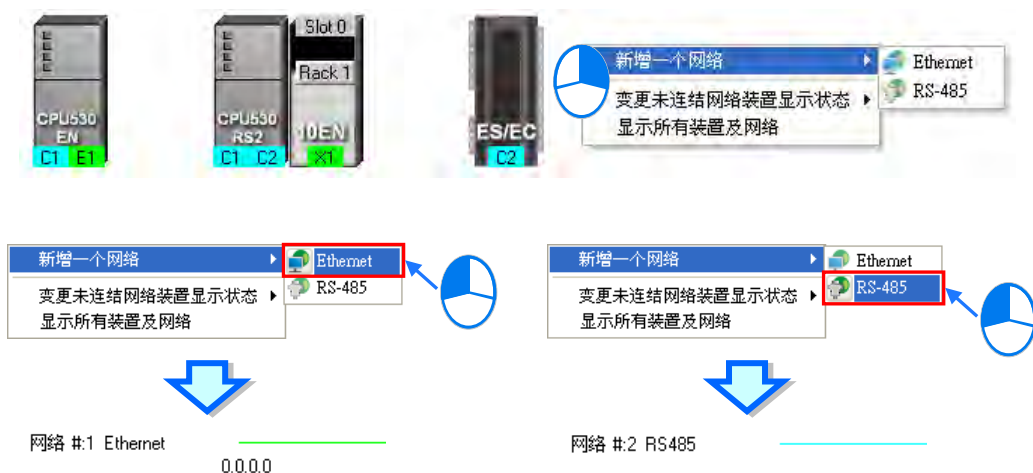 Slot 0
Rack 1
CPU530
EN
C1 E1
CPU530
RS2
C1 C2
10EN
X1
ES/EC
C2
新增一个网络
Ethernet
RS-485
变更未连结网络装置显示状态
显示所有装置及网络
新增一个网络
Ethernet
RS-485
变更未连结网络装置显示状态
显示所有装置及网络
新增一个网络
Ethernet
RS-485
变更未连结网络装置显示状态
显示所有装置及网络
网络 #:1 Ethernet
0.0.0.0
网络 #:2 RS485